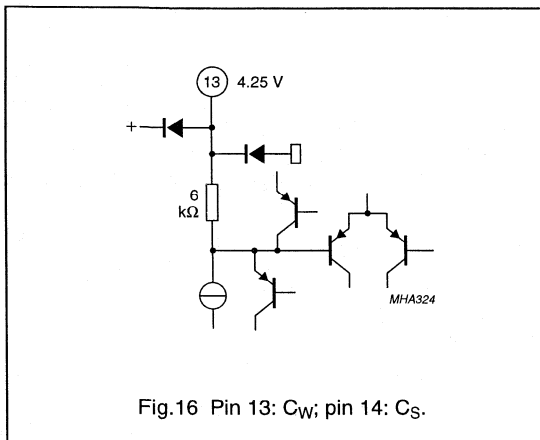 13 4.25 V
+
6
kΩ
MHA324
Fig.16 Pin 13: CW; pin 14: CS.